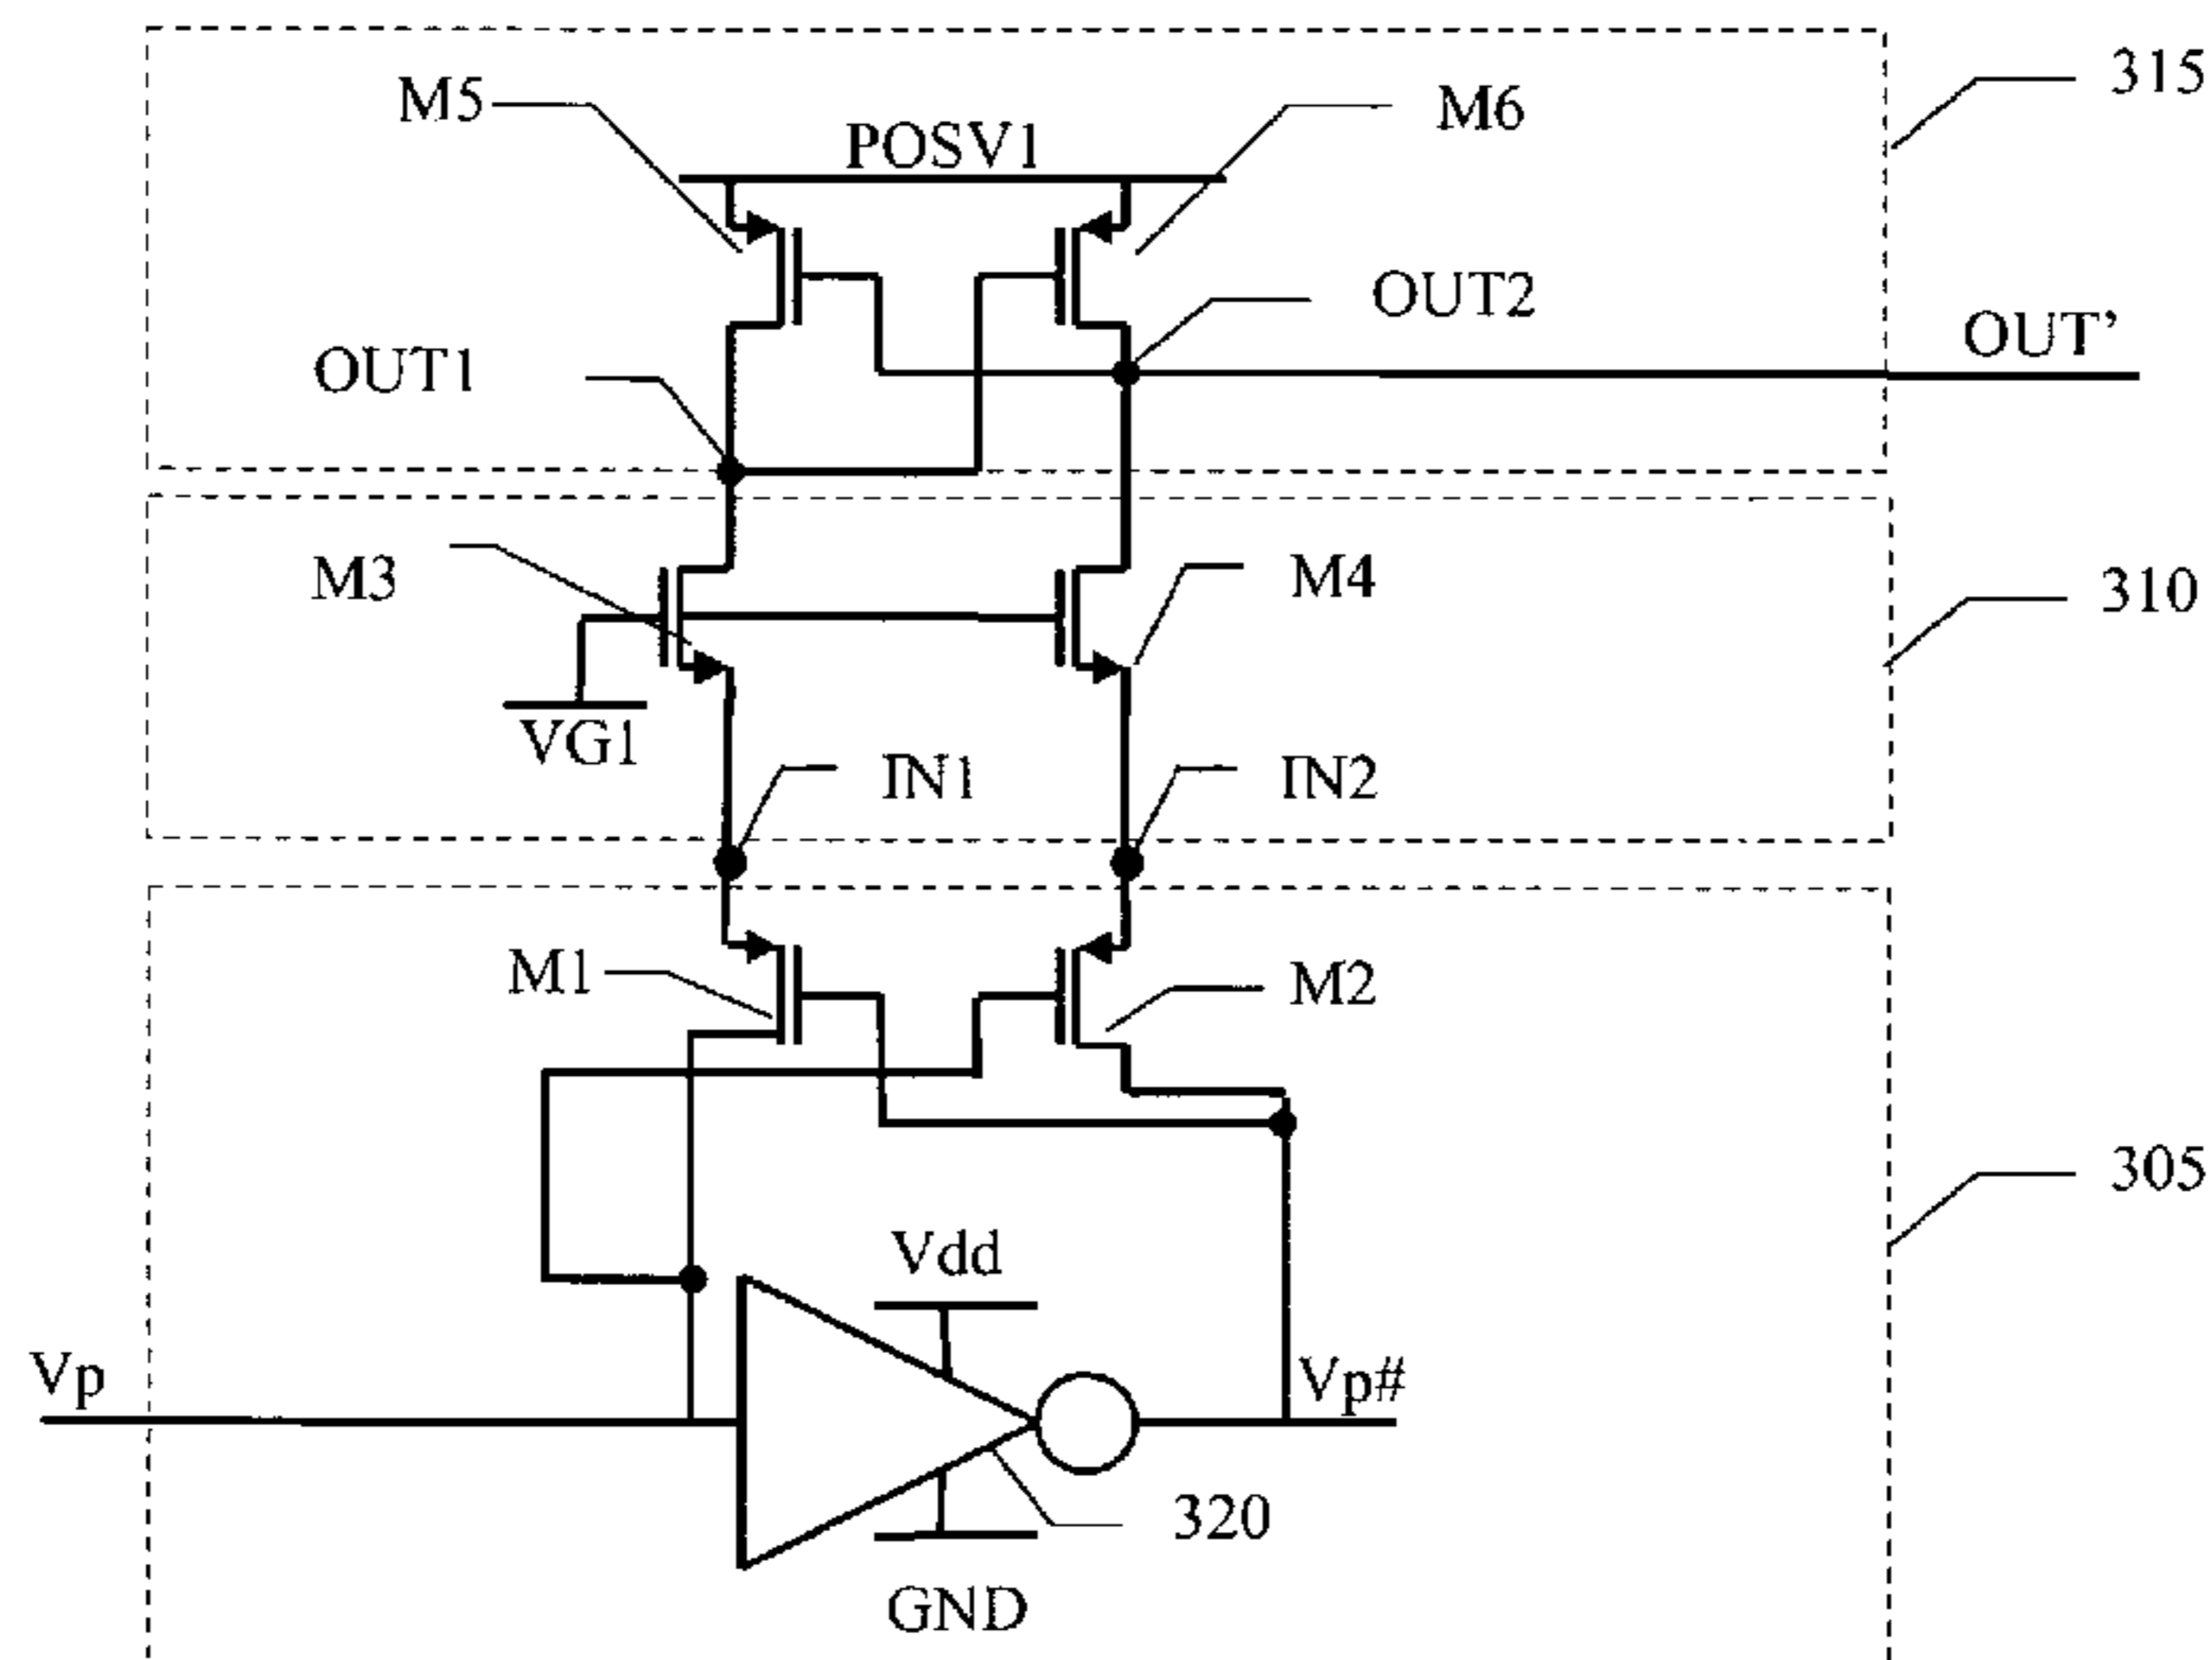 315
M5
M6
POSV1
OUT2
OUT'
OUT1
M3
M4
310
VG1
IN1
IN2
M1
M2
305
Vdd
Vp
Vp#
320
GND